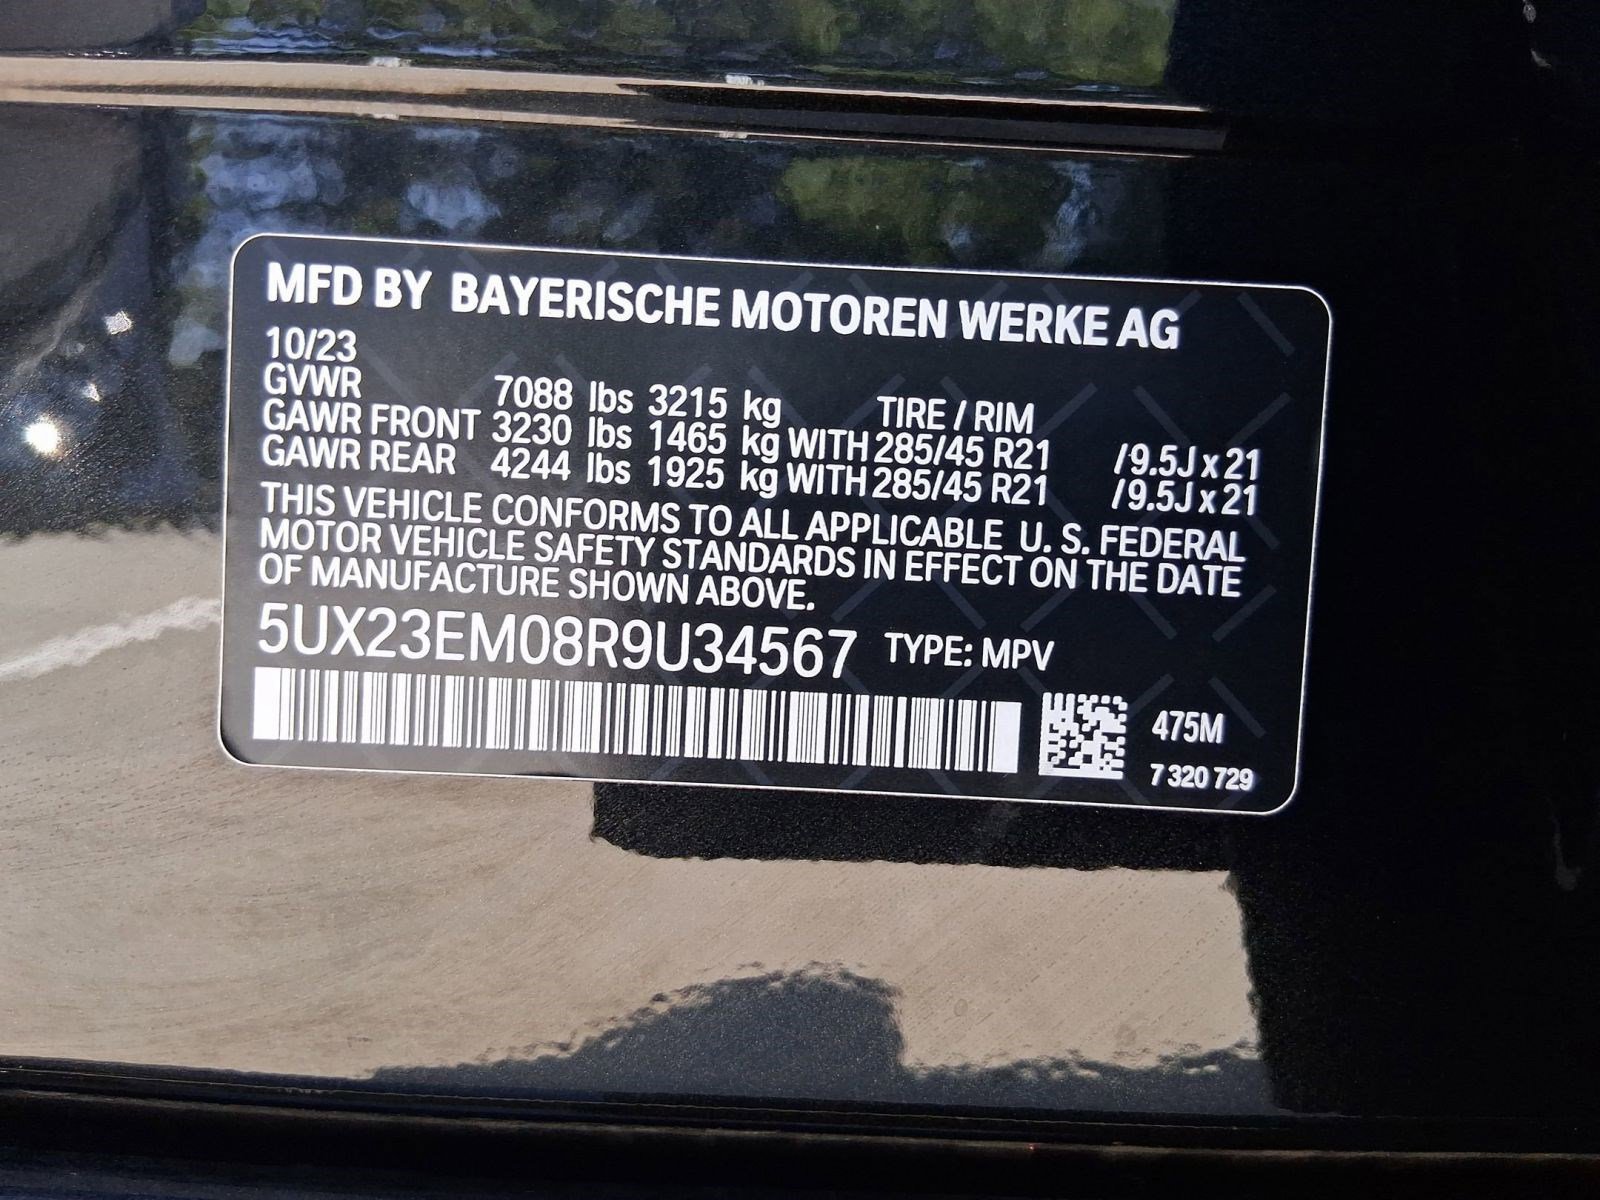 MFD BY BAYERISCHE MOTOREN WERKE AG
10/23
GVWR 7088 lbs 3215 kg TIRE / RIM
GAWR FRONT 3230 lbs 1465 kg WITH 285/45 R21 /9.5J x 21
GAWR REAR 4244 lbs 1925 kg WITH 285/45 R21 /9.5J x 21
THIS VEHICLE CONFORMS TO ALL APPLICABLE U. S. FEDERAL
MOTOR VEHICLE SAFETY STANDARDS IN EFFECT ON THE DATE
OF MANUFACTURE SHOWN ABOVE.
5UX23EM08R9U34567 TYPE: MPV
475M
7 320 729